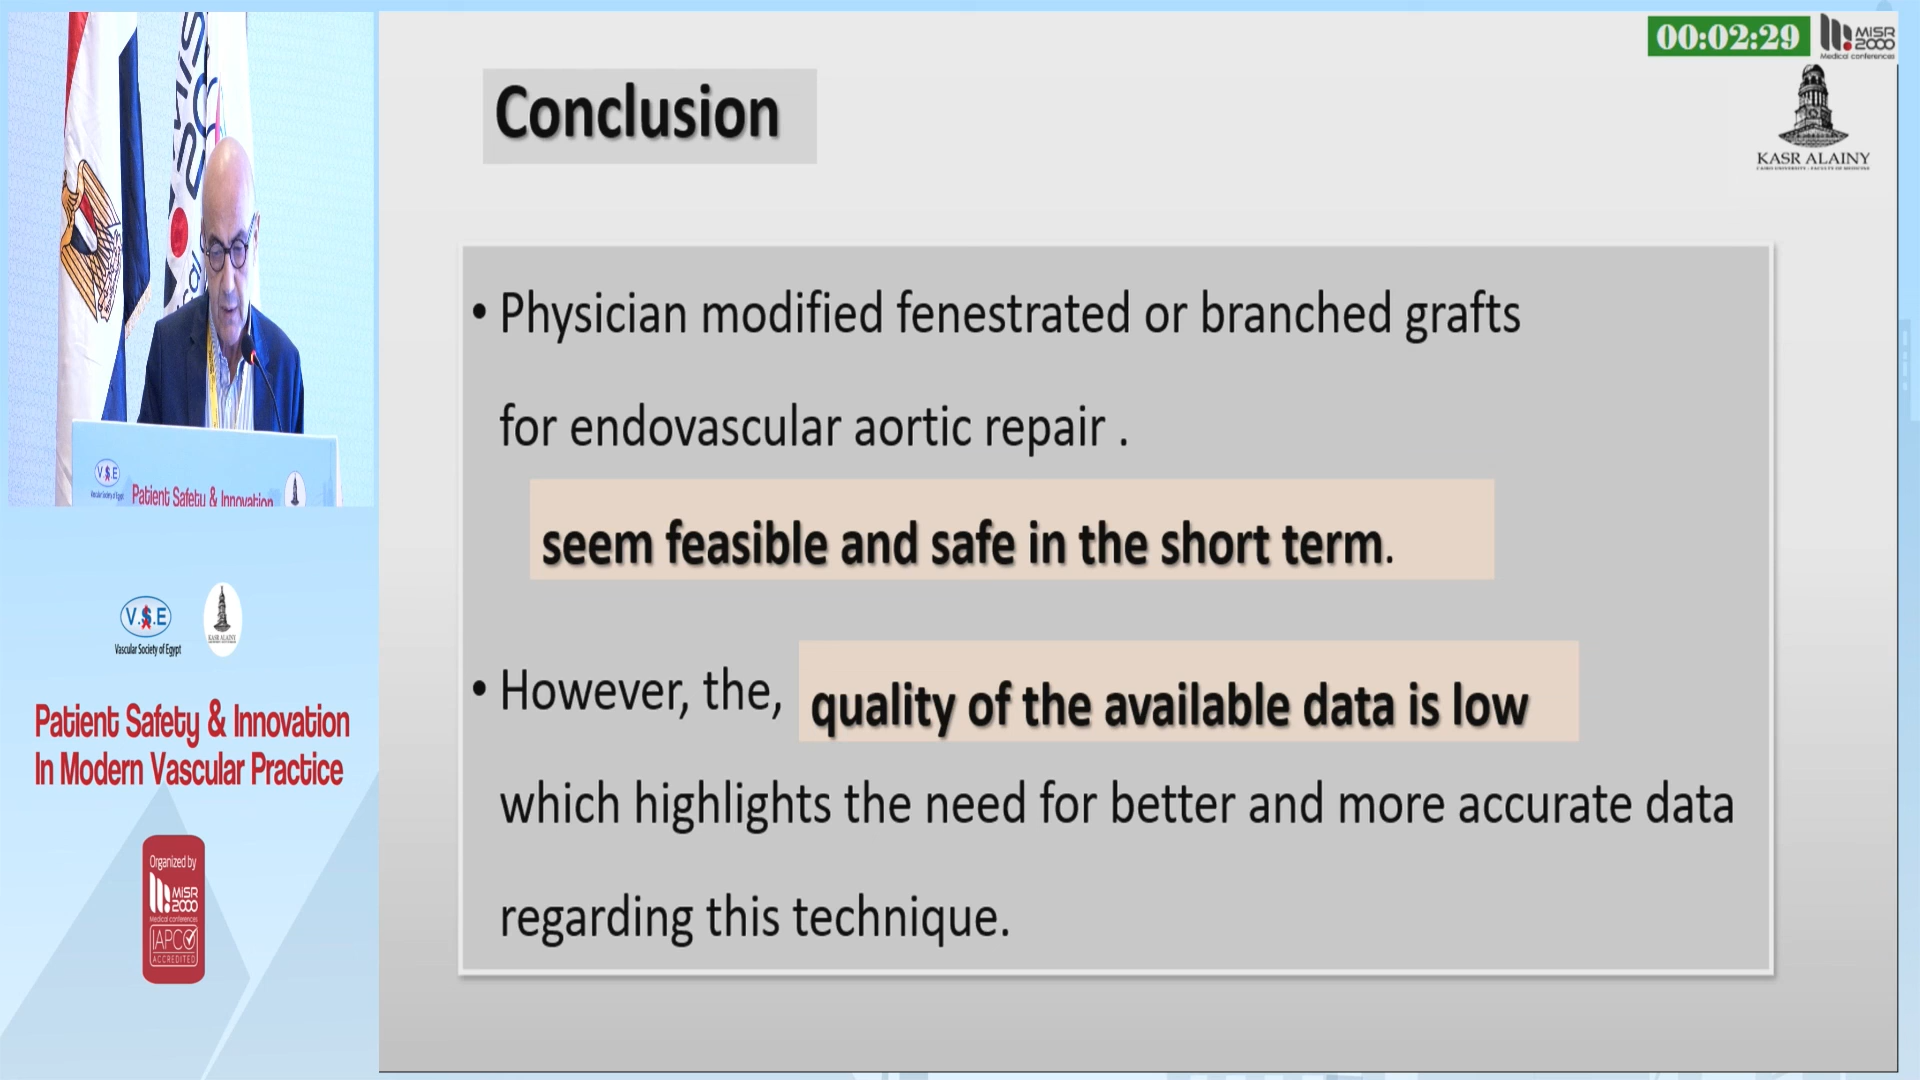 00:02:29
MISR
2000
Medical conferences
KASR ALAINY
Conclusion
• Physician modified fenestrated or branched grafts
for endovascular aortic repair .
seem feasible and safe in the short term.
• However, the, quality of the available data is low
which highlights the need for better and more accurate data
regarding this technique.
V.S.E
Patient Safety & Innovation
V.S.E
Vascular Society of Egypt
KASR ALAINY
Patient Safety & Innovation
In Modern Vascular Practice
Organized by
MISR
2000
Medical conferences
IAPCO
ACCREDITED